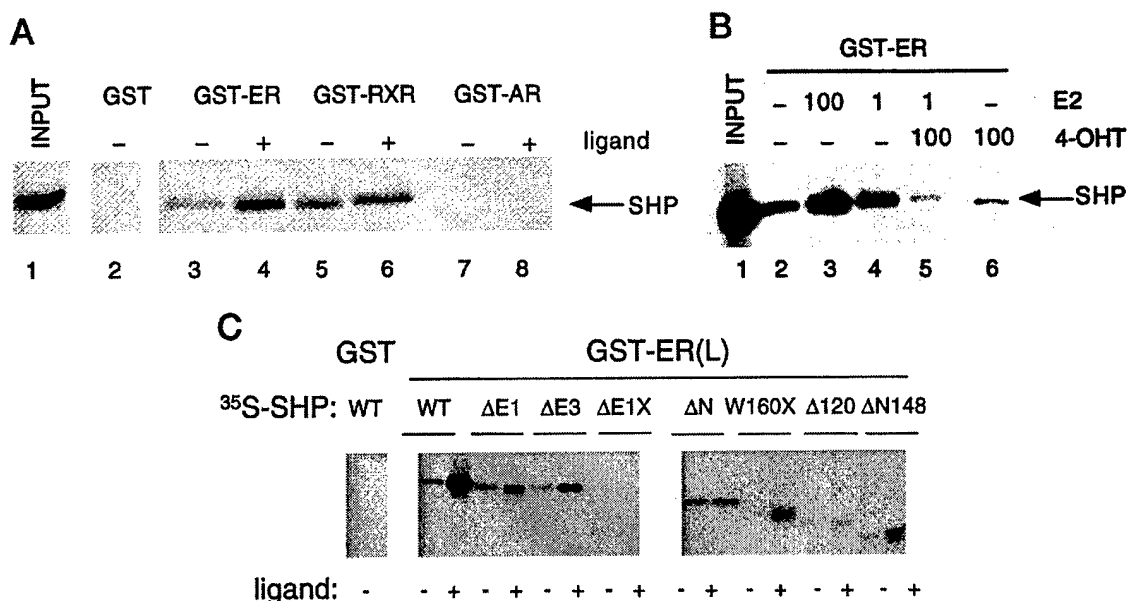 A
INPUT
GST GST-ER GST-RXR GST-AR
– – + – + – + ligand
SHP
1 2 3 4 5 6 7 8
B
GST-ER
INPUT
– 100 1 1 – E2
– – – 100 100 4-OHT
SHP
1 2 3 4 5 6
C
GST GST-ER(L)
³⁵S-SHP: WT WT ΔE1 ΔE3 ΔE1X ΔN W160X Δ120 ΔN148
ligand: - - + - + - + - + - + - + - + - +